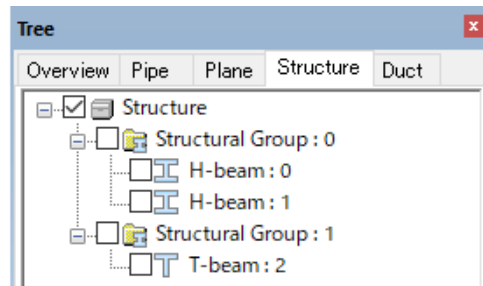 Tree
Overview Pipe Plane Structure Duct
Structure
Structural Group : 0
H-beam : 0
H-beam : 1
Structural Group : 1
T-beam : 2